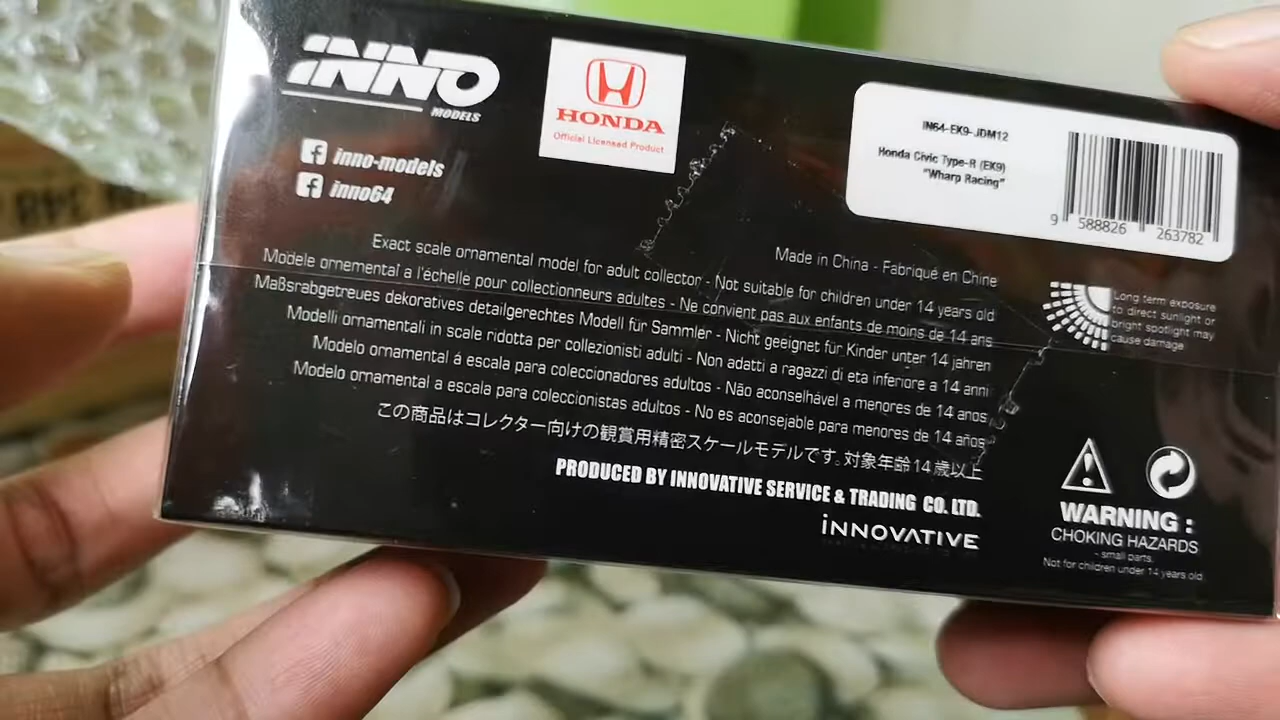 INNO
MODELS
inno-models
inno64
HONDA
Official Licensed Product
IN64-EK9-JDM12
Honda Civic Type-R (EK9)
"Wharp Racing"
9 588826 263782
Made in China - Fabriqué en Chine
Exact scale ornamental model for adult collector - Not suitable for children under 14 years old
Modele ornemental a l'échelle pour collectionneurs adultes - Ne convient pas aux enfants de moins de 14 ans
Maßsrabgetreues dekoratives detailgerechtes Modell für Sammler - Nicht geeignet für Kinder unter 14 jahren
Modelli ornamentali in scale ridotta per collezionisti adulti - Non adatti a ragazzi di eta inferiore a 14 anni
Modelo ornamental á escala para coleccionadores adultos - Não aconselhável a menores de 14 anos
Modelo ornamental a escala para coleccionistas adultos - No es aconsejable para menores de 14 años
この商品はコレクター向けの観賞用精密スケールモデルです。対象年齢14歳以上
PRODUCED BY INNOVATIVE SERVICE & TRADING CO. LTD.
INNOVATIVE
Long term exposure
to direct sunlight or
bright spotlight may
cause damage
WARNING :
CHOKING HAZARDS
- small parts.
Not for children under 14 years old